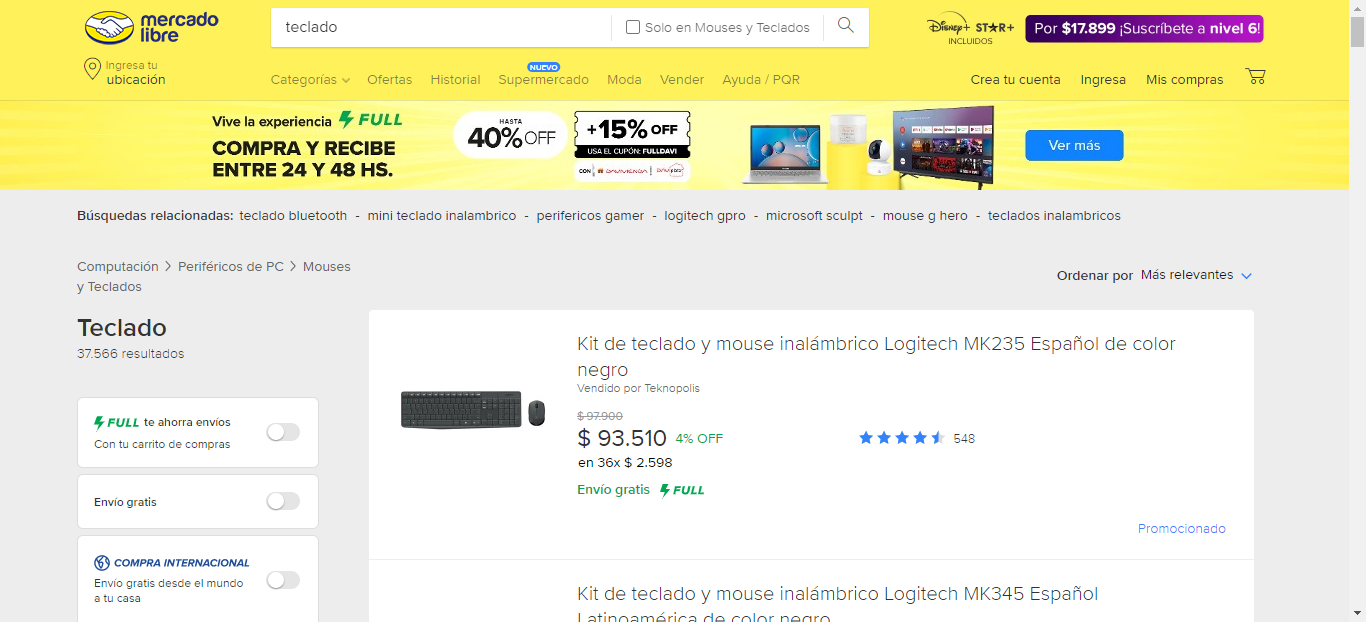 mercado
libre
teclado
Solo en Mouses y Teclados
Disney+ STAR+
INCLUIDOS
Por $17.899 ¡Suscríbete a nivel 6!
Ingresa tu
ubicación
NUEVO
Categorías Ofertas Historial Supermercado Moda Vender Ayuda / PQR
Crea tu cuenta Ingresa Mis compras
Vive la experiencia FULL
COMPRA Y RECIBE
ENTRE 24 Y 48 HS.
HASTA
40% OFF
+15% OFF
USA EL CUPÓN: FULLDAVI
CON DAVIVIENDA
Ver más
Búsquedas relacionadas: teclado bluetooth - mini teclado inalambrico - perifericos gamer - logitech gpro - microsoft sculpt - mouse g hero - teclados inalambricos
Computación > Periféricos de PC > Mouses
y Teclados
Ordenar por Más relevantes
Teclado
37.566 resultados
FULL te ahorra envíos
Con tu carrito de compras
Envío gratis
COMPRA INTERNACIONAL
Envío gratis desde el mundo
a tu casa
Kit de teclado y mouse inalámbrico Logitech MK235 Español de color
negro
Vendido por Teknopolis
$ 97.900
$ 93.510 4% OFF
548
en 36x $ 2.598
Envío gratis FULL
Promocionado
Kit de teclado y mouse inalámbrico Logitech MK345 Español
Latinoamérica de color negro